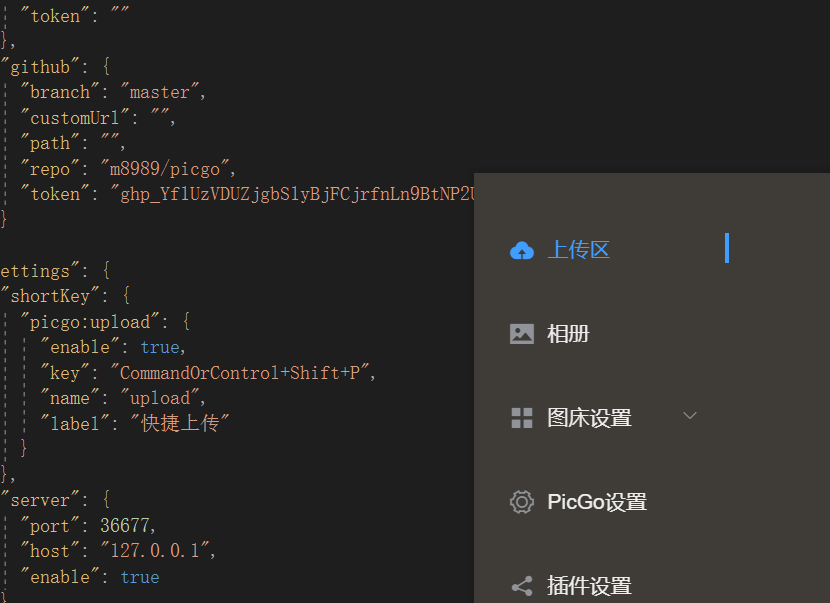 "token": ""
},
"github": {
"branch": "master",
"customUrl": "",
"path": "",
"repo": "m8989/picgo",
"token": "ghp_YflUzVDUZjgbSlyBjFCjrfnLn9BtNP2U
}
ettings": {
"shortKey": {
"picgo:upload": {
"enable": true,
"key": "CommandOrControl+Shift+P",
"name": "upload",
"label": "快捷上传"
}
},
"server": {
"port": 36677,
"host": "127.0.0.1",
"enable": true
}
上传区
相册
图床设置
PicGo设置
插件设置